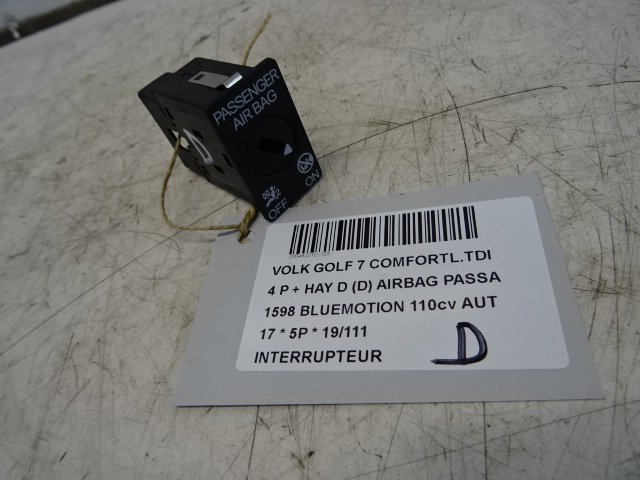 PASSENGER
AIR BAG
OFF
ON
D
VOLK GOLF 7 COMFORTL.TDI
4 P + HAY D (D) AIRBAG PASSA
1598 BLUEMOTION 110cv AUT
17 * 5P * 19/111
INTERRUPTEUR
D